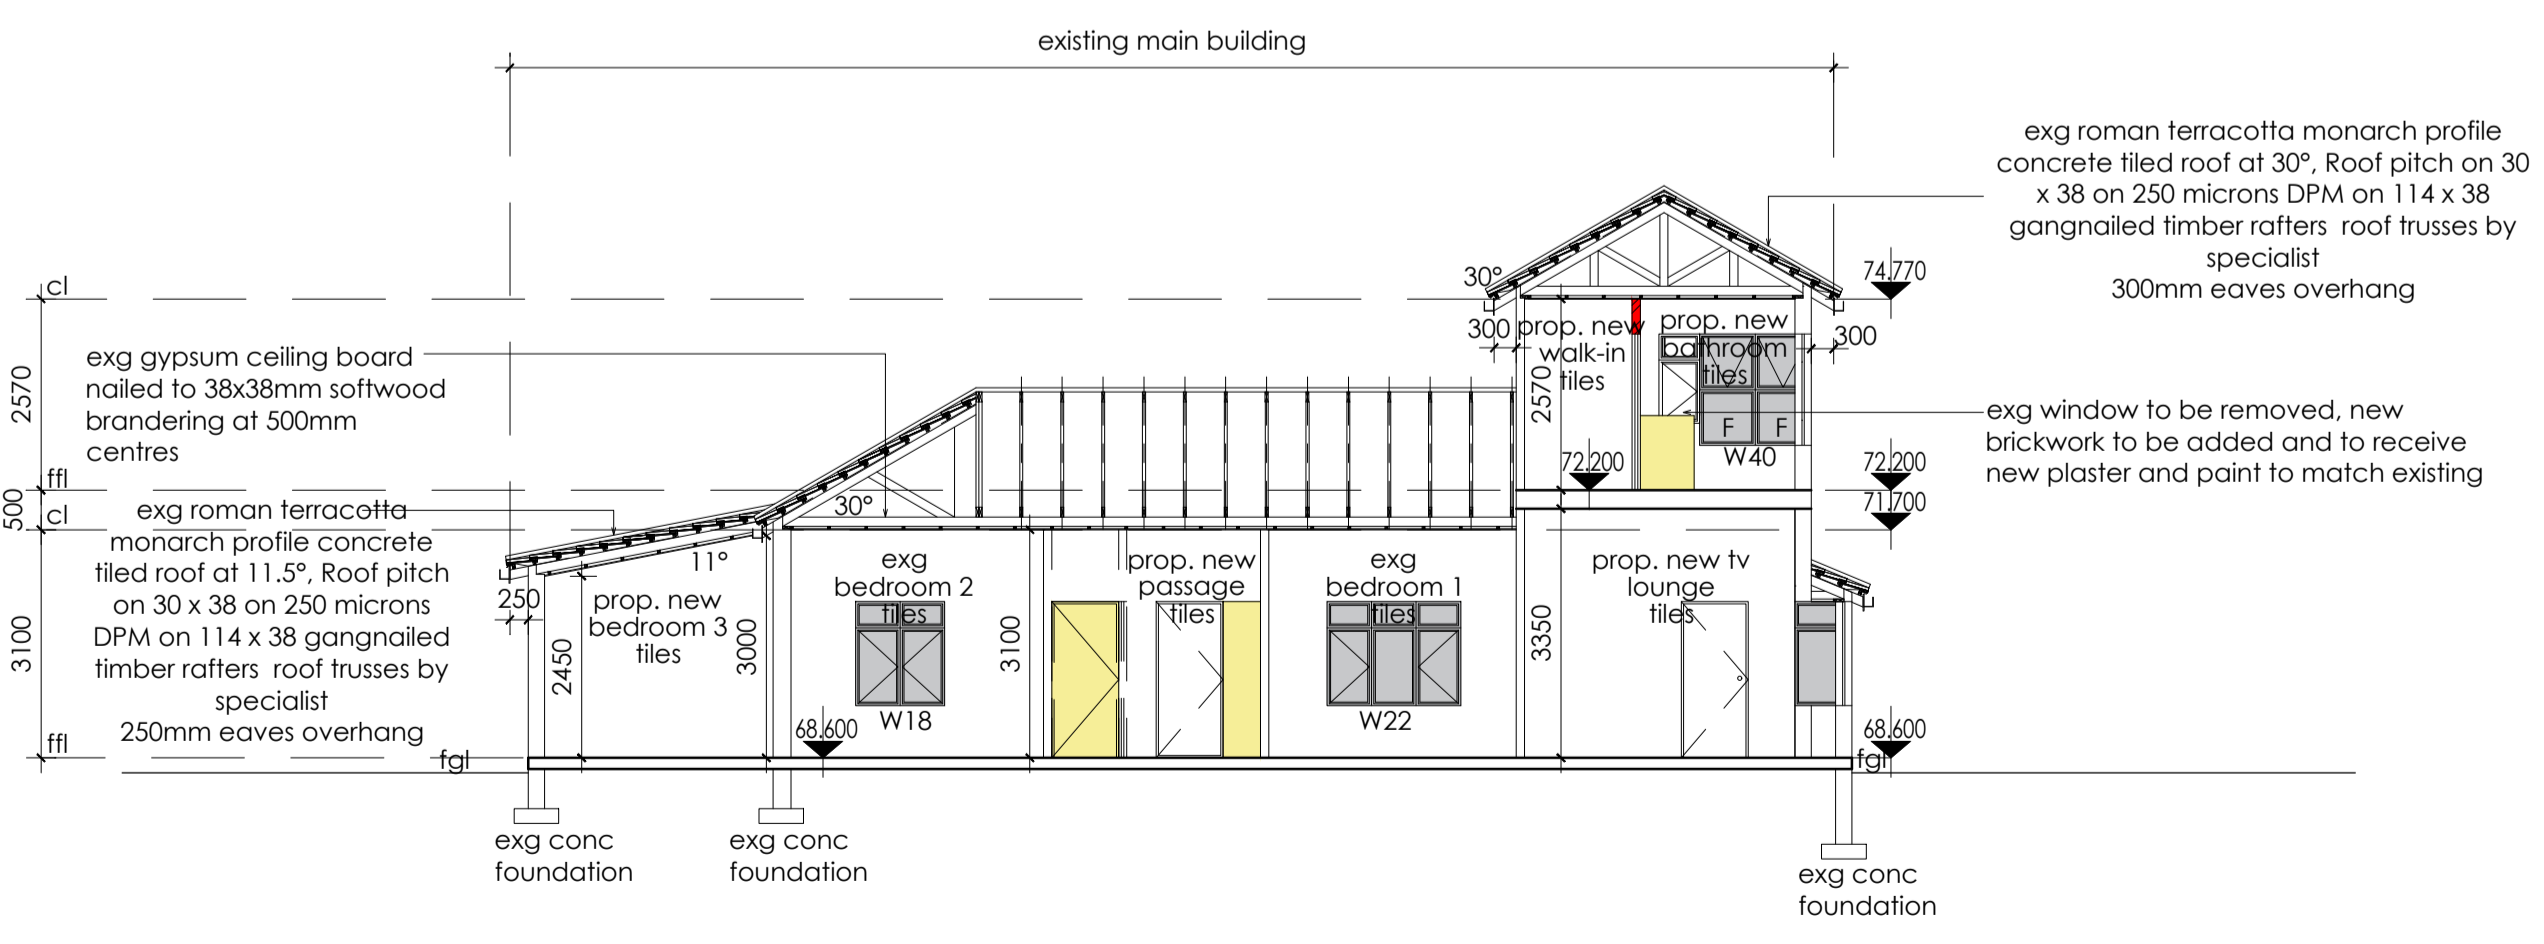 existing main building
exg roman terracotta monarch profile
concrete tiled roof at 30°, Roof pitch on 30
x 38 on 250 microns DPM on 114 x 38
gangnailed timber rafters roof trusses by
specialist
300mm eaves overhang
30°
74.770
cl
2570
300
prop. new
walk-in
tiles
prop. new
bathroom
tiles
300
2570
F F
W40
exg gypsum ceiling board
nailed to 38x38mm softwood
brandering at 500mm
centres
exg window to be removed, new
brickwork to be added and to receive
new plaster and paint to match existing
72.200
72.200
71.700
ffl
500
cl
30°
exg roman terracotta
monarch profile concrete
tiled roof at 11.5°, Roof pitch
on 30 x 38 on 250 microns
DPM on 114 x 38 gangnailed
timber rafters roof trusses by
specialist
250mm eaves overhang
11°
250
prop. new
bedroom 3
tiles
2450
3000
exg
bedroom 2
tiles
W18
3100
prop. new
passage
tiles
exg
bedroom 1
tiles
W22
3350
prop. new tv
lounge
tiles
3100
68.600
68.600
ffl
fgl
fgl
exg conc
foundation
exg conc
foundation
exg conc
foundation